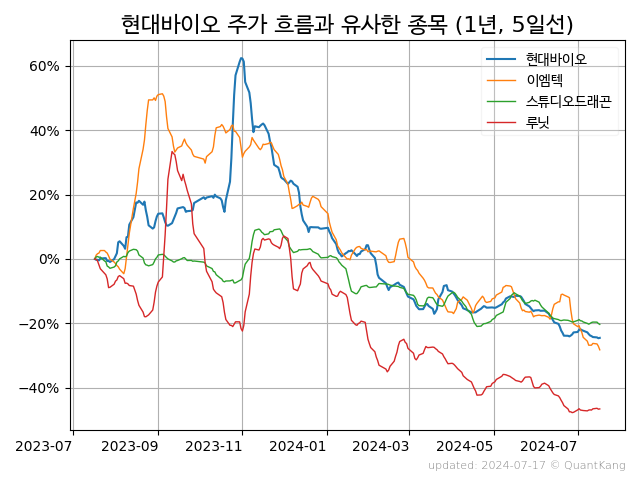 현대바이오 주가 흐름과 유사한 종목 (1년, 5일선)
현대바이오
이엠텍
스튜디오드래곤
루닛
60%
40%
20%
0%
−20%
−40%
2023-07 2023-09 2023-11 2024-01 2024-03 2024-05 2024-07
updated: 2024-07-17 © QuantKang